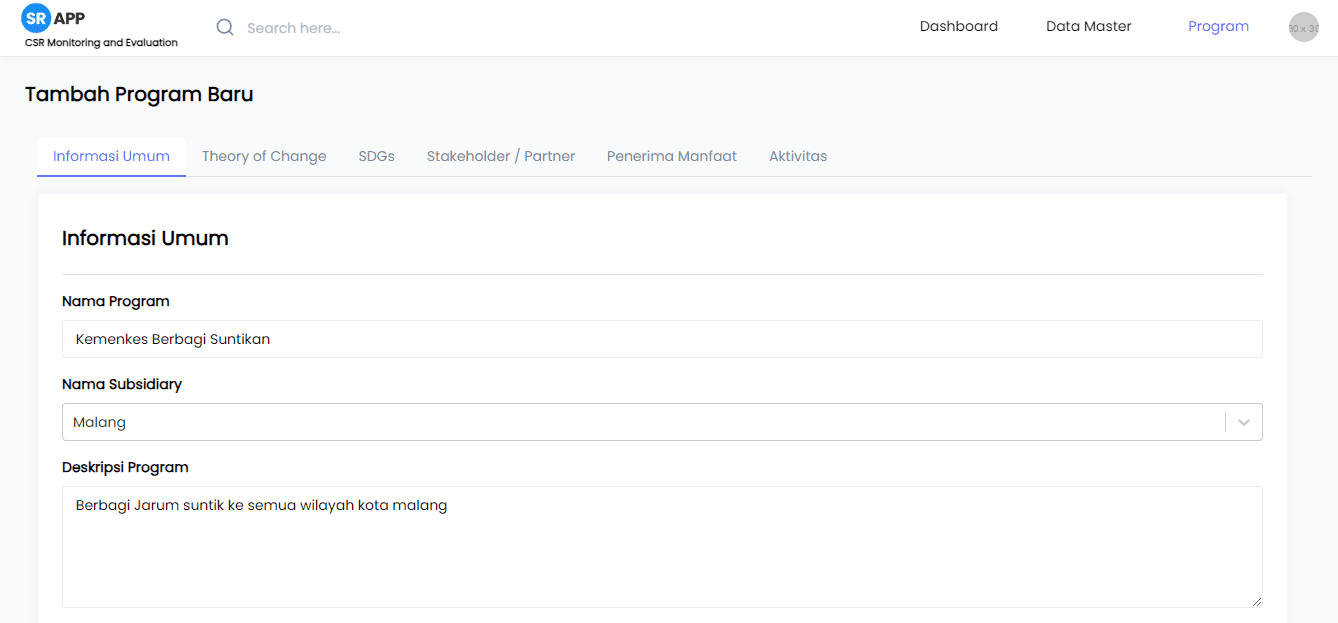 SR APP
CSR Monitoring and Evaluation
Search here...
Dashboard
Data Master
Program
30 x 30
Tambah Program Baru
Informasi Umum
Theory of Change
SDGs
Stakeholder / Partner
Penerima Manfaat
Aktivitas
Informasi Umum
Nama Program
Kemenkes Berbagi Suntikan
Nama Subsidiary
Malang
Deskripsi Program
Berbagi Jarum suntik ke semua wilayah kota malang